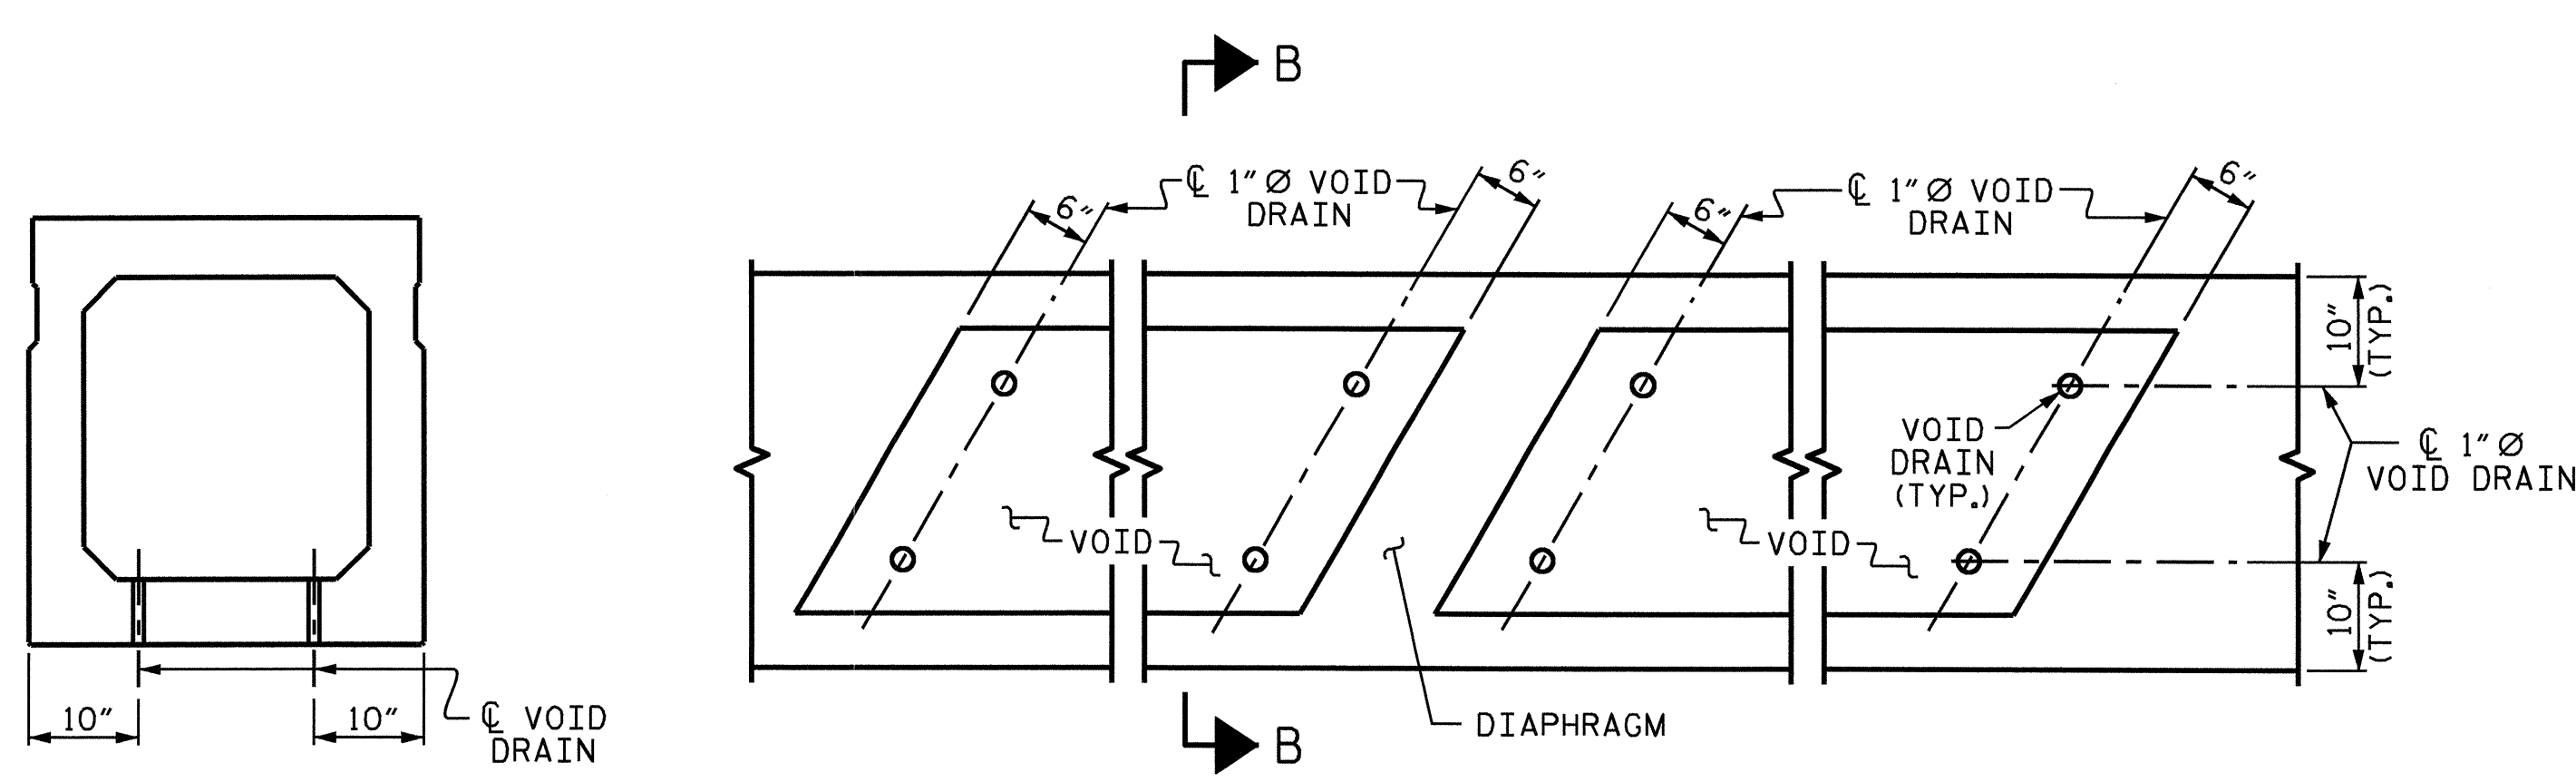 B
6"
℄ 1" Ø VOID
DRAIN
6"
6"
℄ 1" Ø VOID
DRAIN
6"
10"
(TYP.)
VOID
DRAIN
(TYP.)
℄ 1" Ø
VOID DRAIN
VOID
VOID
10"
(TYP.)
10"
10"
℄ VOID
DRAIN
DIAPHRAGM
B